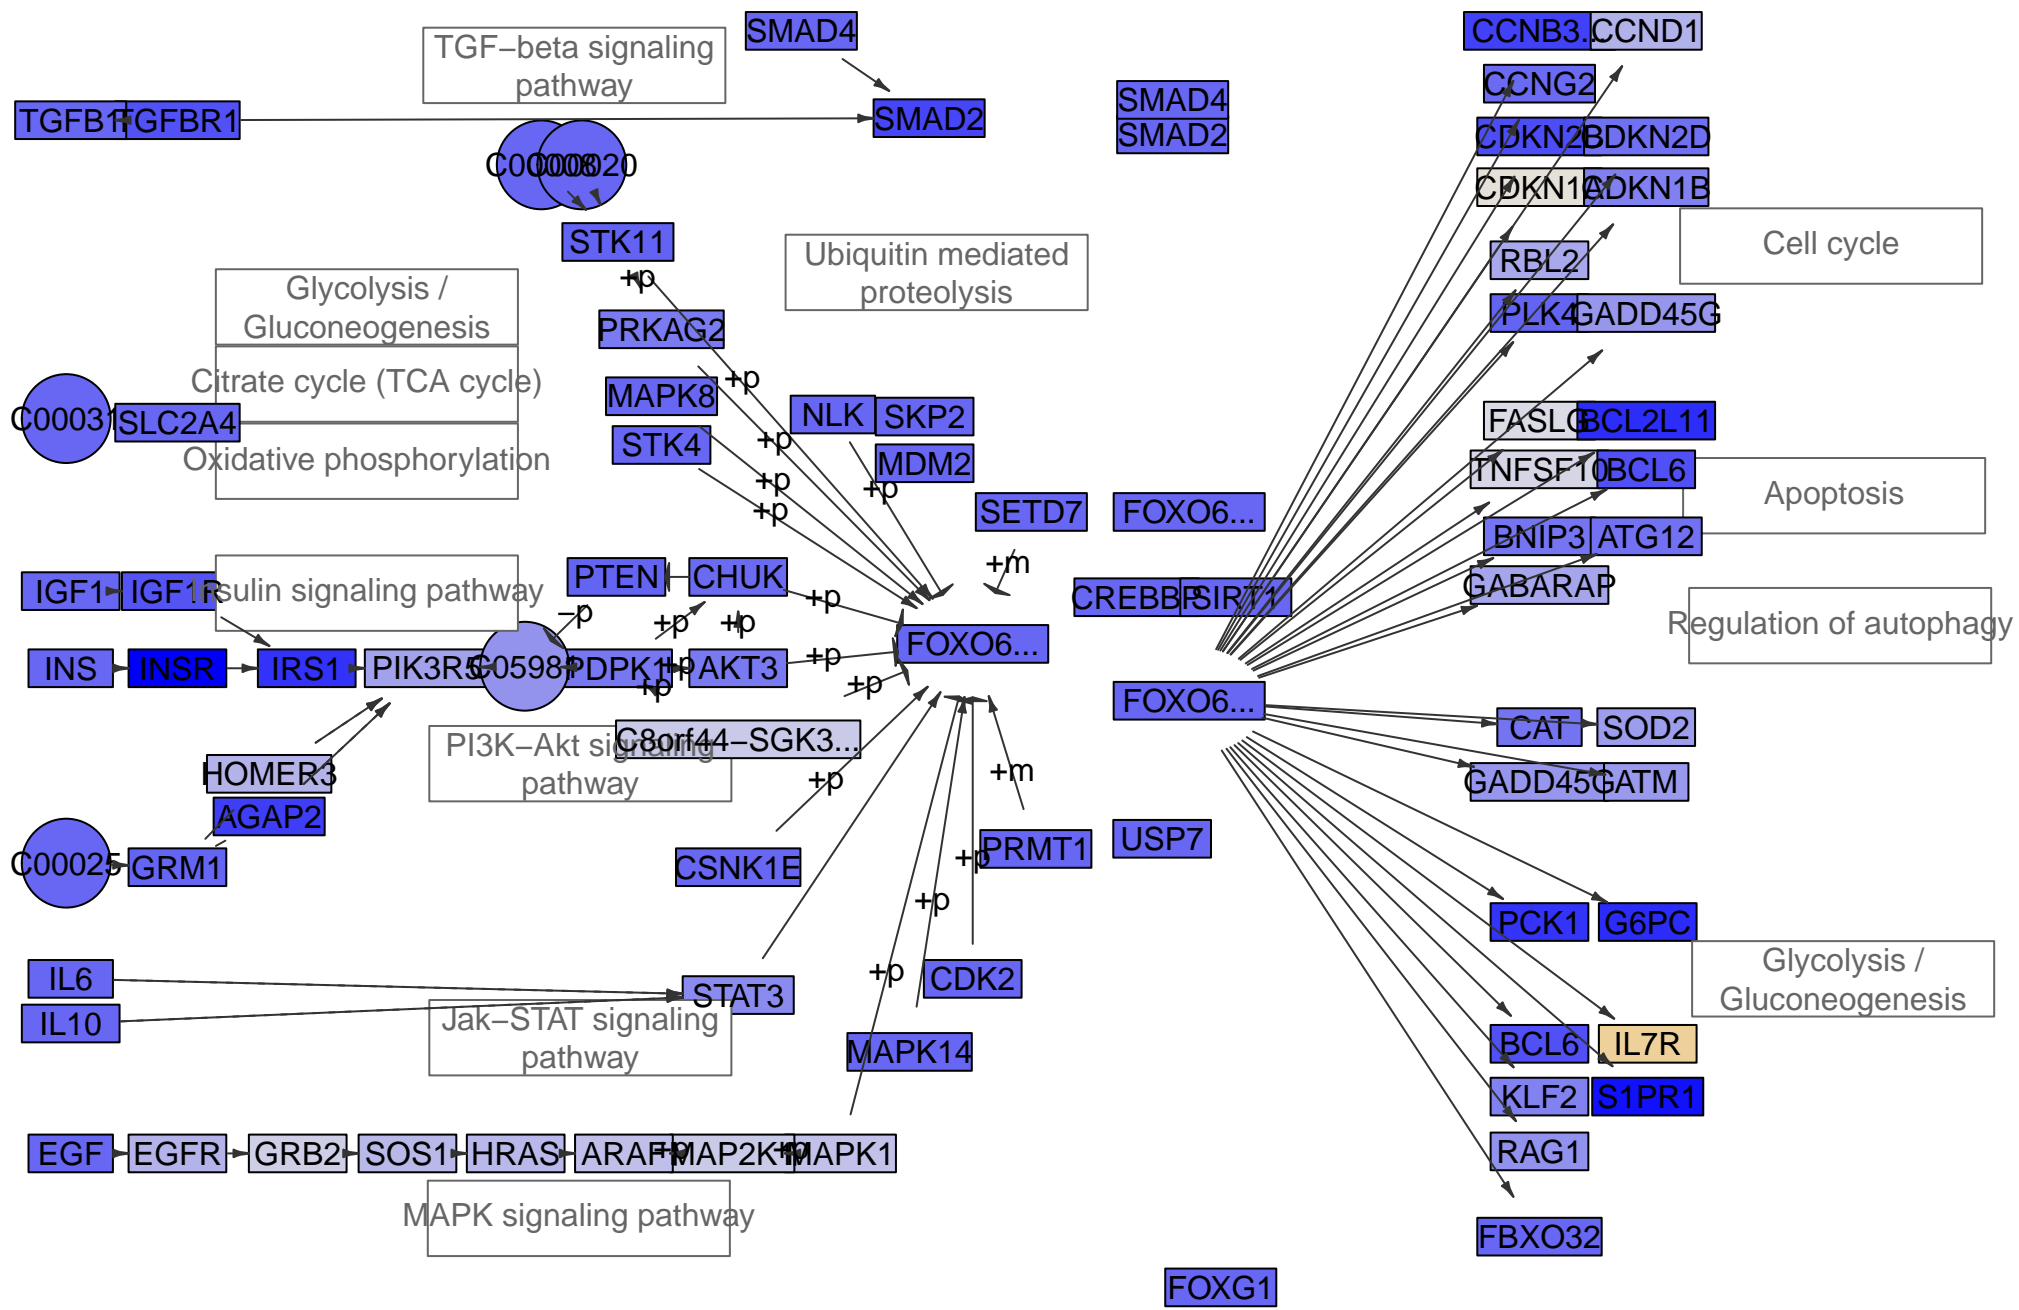 SMAD4
CCNB3...
CCND1
TGF−beta signaling
pathway
CCNG2
SMAD4
SMAD2
TGFB1
TGFBR1
SMAD2
CDKN2B
CDKN2D
C00020
CDKN1A
CDKN1B
STK11
+p
Ubiquitin mediated
proteolysis
Cell cycle
RBL2
Glycolysis /
Gluconeogenesis
PRKAG2
PLK4
GADD45G
Citrate cycle (TCA cycle)
+p
MAPK8
NLK
SKP2
C00031
SLC2A4
FASLG
BCL2L11
STK4
+p
MDM2
Oxidative phosphorylation
+p
+p
TNFSF10
BCL6
Apoptosis
+p
SETD7
FOXO6...
BNIP3
ATG12
+m
IGF1
IGF1R
Insulin signaling pathway
PTEN
CHUK
+p
CREBBP
SIRT1
GABARAP
−p
+p
+p
Regulation of autophagy
FOXO6...
INS
INSR
IRS1
PIK3R5
C05981
PDPK1
+p
AKT3
+p
+p
+p
FOXO6...
C8orf44−SGK3...
CAT
SOD2
PI3K−Akt signaling
pathway
HOMER3
+p
+m
GADD45G
GATM
AGAP2
C00025
GRM1
CSNK1E
+p
PRMT1
USP7
+p
PCK1
G6PC
IL6
+p
CDK2
Glycolysis /
Gluconeogenesis
STAT3
IL10
Jak−STAT signaling
pathway
MAPK14
BCL6
IL7R
KLF2
S1PR1
EGF
EGFR
GRB2
SOS1
HRAS
ARAF
+p
MAP2K1
+p
MAPK1
RAG1
MAPK signaling pathway
FBXO32
FOXG1